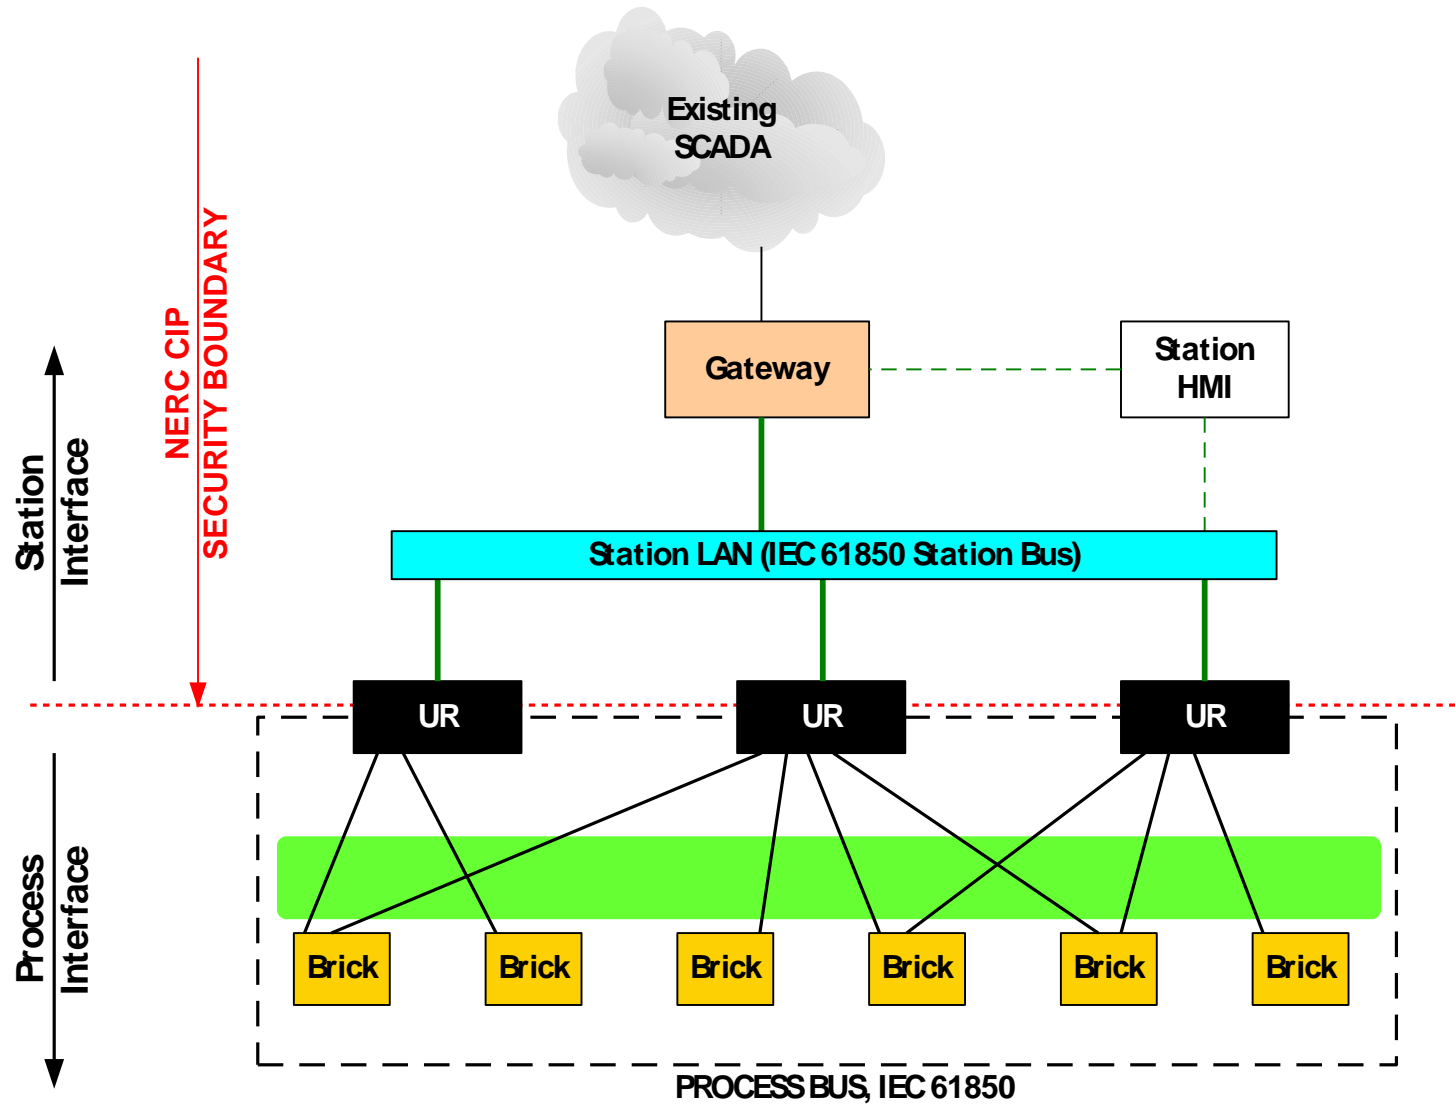 Existing
SCADA
NERC CIP
SECURITY BOUNDARY
Gateway
Station
HMI
Station
Interface
Station LAN (IEC 61850 Station Bus)
UR
UR
UR
Process
Interface
Brick
Brick
Brick
Brick
Brick
Brick
PROCESS BUS, IEC 61850